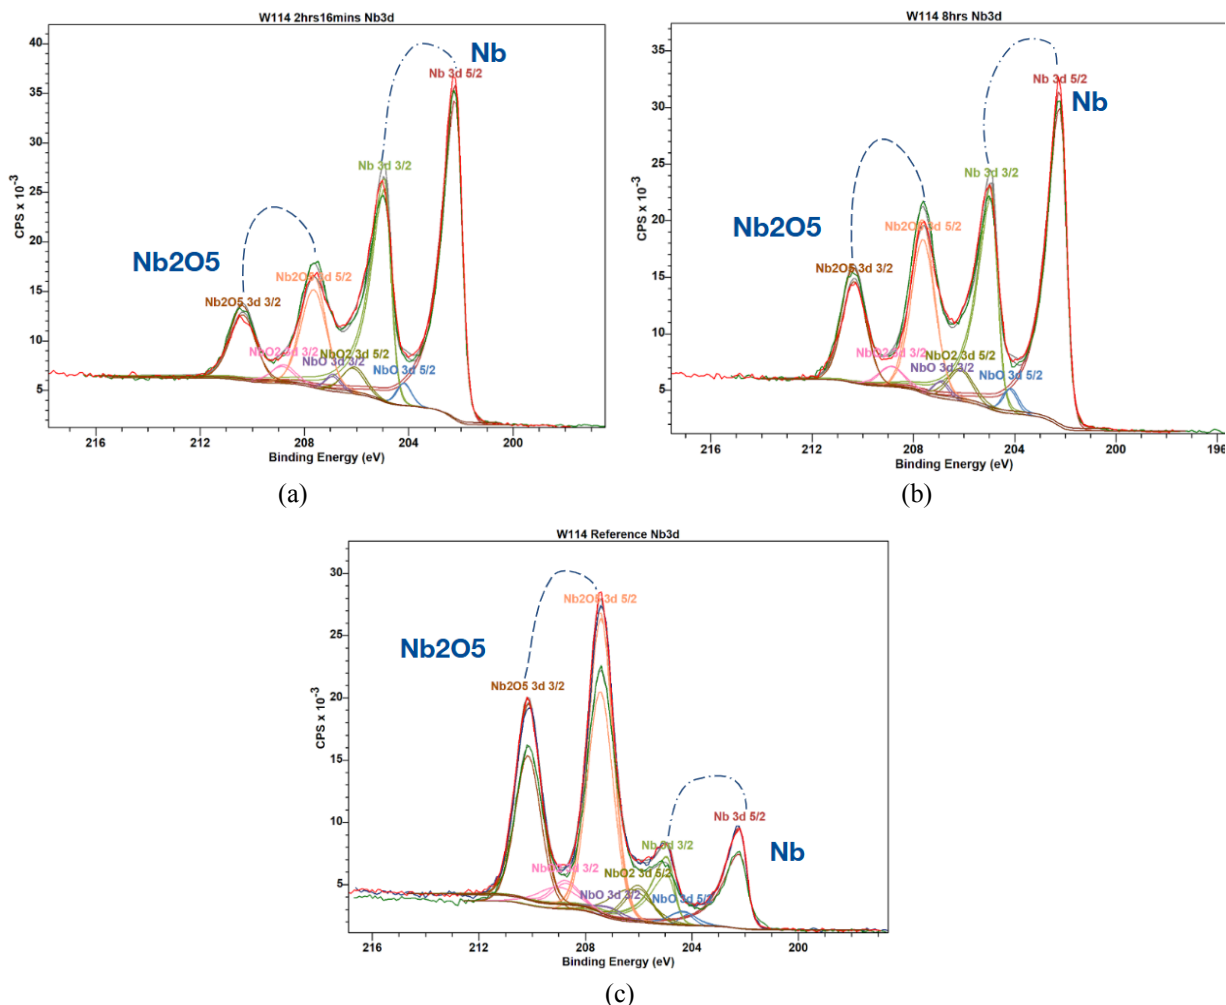 W114 2hrs16mins Nb3d
Nb
Nb 3d 5/2
Nb 3d 3/2
Nb2O5
Nb2O5 3d 5/2
Nb2O5 3d 3/2
NbO2 3d 3/2
NbO2 3d 5/2
NbO 3d 3/2
NbO 3d 5/2
CPS x 10⁻³
40
35
30
25
20
15
10
5
216 212 208 204 200
Binding Energy (eV)
(a)
W114 8hrs Nb3d
Nb 3d 5/2
Nb
Nb 3d 3/2
Nb2O5
Nb2O5 3d 5/2
Nb2O5 3d 3/2
NbO2 3d 3/2
NbO2 3d 5/2
NbO 3d 3/2
NbO 3d 5/2
CPS x 10⁻³
35
30
25
20
15
10
5
216 212 208 204 200 196
Binding Energy (eV)
(b)
W114 Reference Nb3d
Nb2O5 3d 5/2
Nb2O5
Nb2O5 3d 3/2
Nb 3d 5/2
Nb
Nb 3d 3/2
NbO2 3d 3/2
NbO2 3d 5/2
NbO 3d 3/2
NbO 3d 5/2
CPS x 10⁻³
30
25
20
15
10
5
216 212 208 204 200
Binding Energy (eV)
(c)